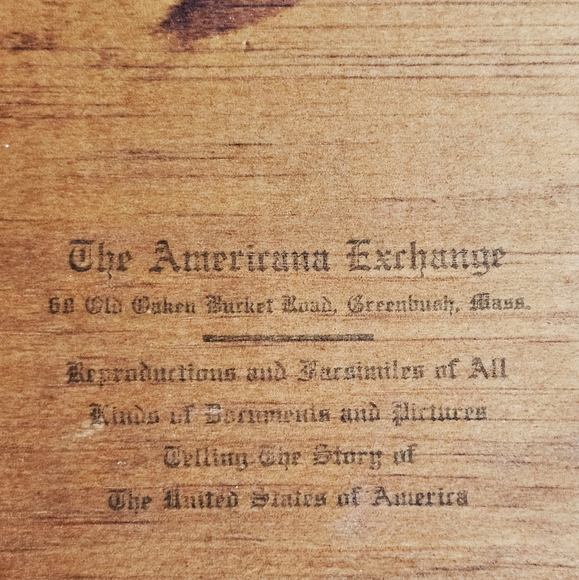 The Americana Exchange
68 Old Oaken Bucket Road, Greenbush, Mass.
Reproductions and Facsimiles of All
Kinds of Documents and Pictures
Telling The Story of
The United States of America